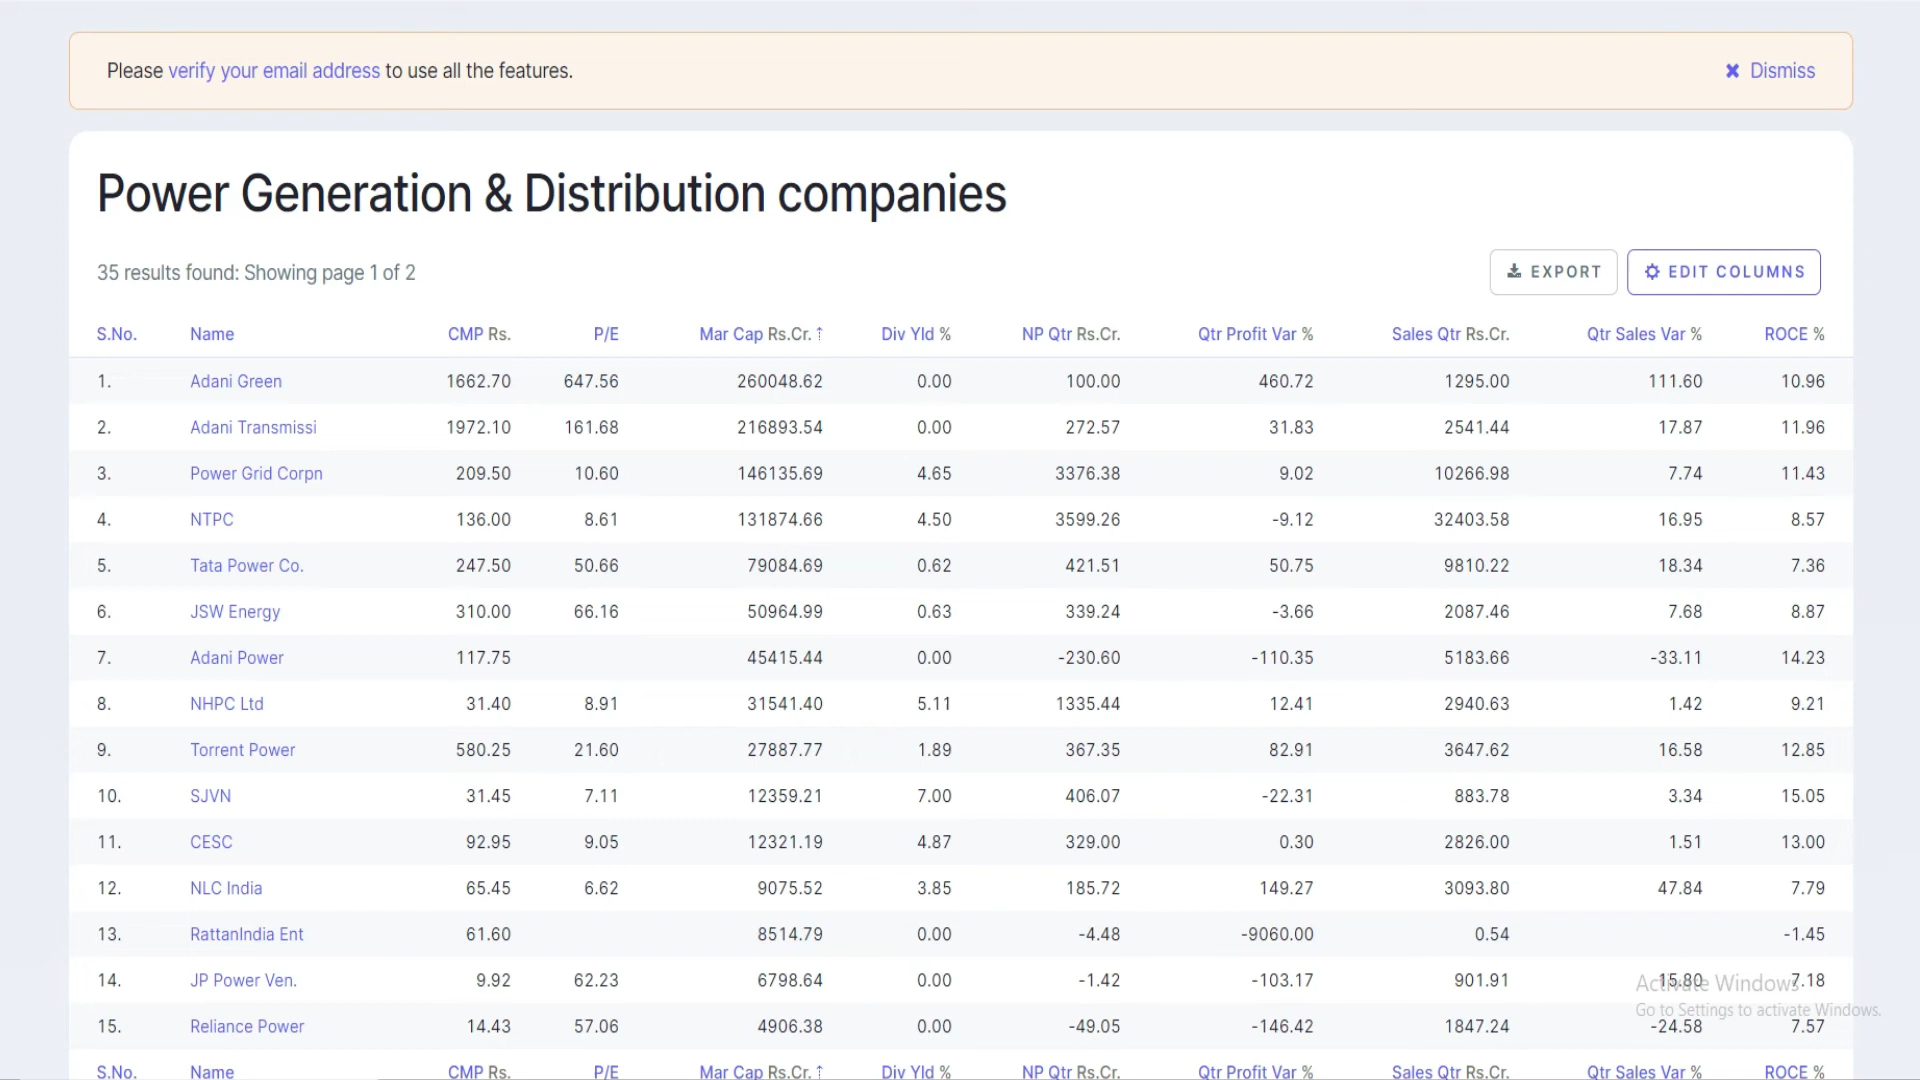 Please verify your email address to use all the features. ✖ Dismiss
Power Generation & Distribution companies
35 results found: Showing page 1 of 2 EXPORT EDIT COLUMNS
S.No. Name CMP Rs. P/E Mar Cap Rs.Cr. ↑ Div Yld % NP Qtr Rs.Cr. Qtr Profit Var % Sales Qtr Rs.Cr. Qtr Sales Var % ROCE %
1. Adani Green 1662.70 647.56 260048.62 0.00 100.00 460.72 1295.00 111.60 10.96
2. Adani Transmissi 1972.10 161.68 216893.54 0.00 272.57 31.83 2541.44 17.87 11.96
3. Power Grid Corpn 209.50 10.60 146135.69 4.65 3376.38 9.02 10266.98 7.74 11.43
4. NTPC 136.00 8.61 131874.66 4.50 3599.26 -9.12 32403.58 16.95 8.57
5. Tata Power Co. 247.50 50.66 79084.69 0.62 421.51 50.75 9810.22 18.34 7.36
6. JSW Energy 310.00 66.16 50964.99 0.63 339.24 -3.66 2087.46 7.68 8.87
7. Adani Power 117.75 45415.44 0.00 -230.60 -110.35 5183.66 -33.11 14.23
8. NHPC Ltd 31.40 8.91 31541.40 5.11 1335.44 12.41 2940.63 1.42 9.21
9. Torrent Power 580.25 21.60 27887.77 1.89 367.35 82.91 3647.62 16.58 12.85
10. SJVN 31.45 7.11 12359.21 7.00 406.07 -22.31 883.78 3.34 15.05
11. CESC 92.95 9.05 12321.19 4.87 329.00 0.30 2826.00 1.51 13.00
12. NLC India 65.45 6.62 9075.52 3.85 185.72 149.27 3093.80 47.84 7.79
13. RattanIndia Ent 61.60 8514.79 0.00 -4.48 -9060.00 0.54 -1.45
14. JP Power Ven. 9.92 62.23 6798.64 0.00 -1.42 -103.17 901.91 15.80 7.18
Activate Windows
Go to Settings to activate Windows.
15. Reliance Power 14.43 57.06 4906.38 0.00 -49.05 -146.42 1847.24 -24.58 7.57
S.No. Name CMP Rs. P/E Mar Cap Rs.Cr. ↑ Div Yld % NP Qtr Rs.Cr. Qtr Profit Var % Sales Qtr Rs.Cr. Qtr Sales Var % ROCE %